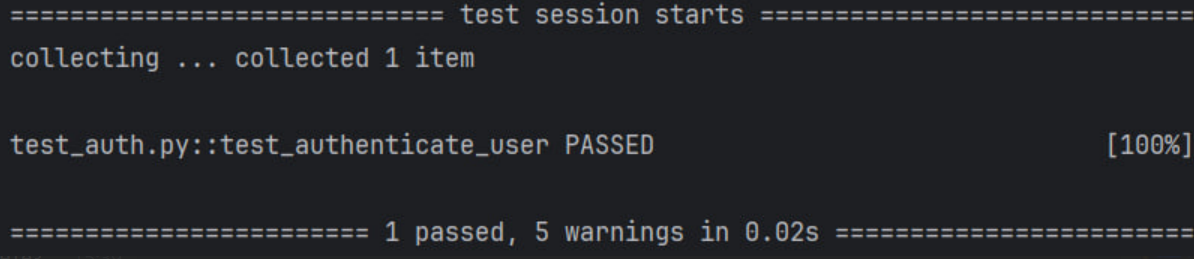 ============================= test session starts =============================
collecting ... collected 1 item

test_auth.py::test_authenticate_user PASSED                              [100%]

======================== 1 passed, 5 warnings in 0.02s ========================